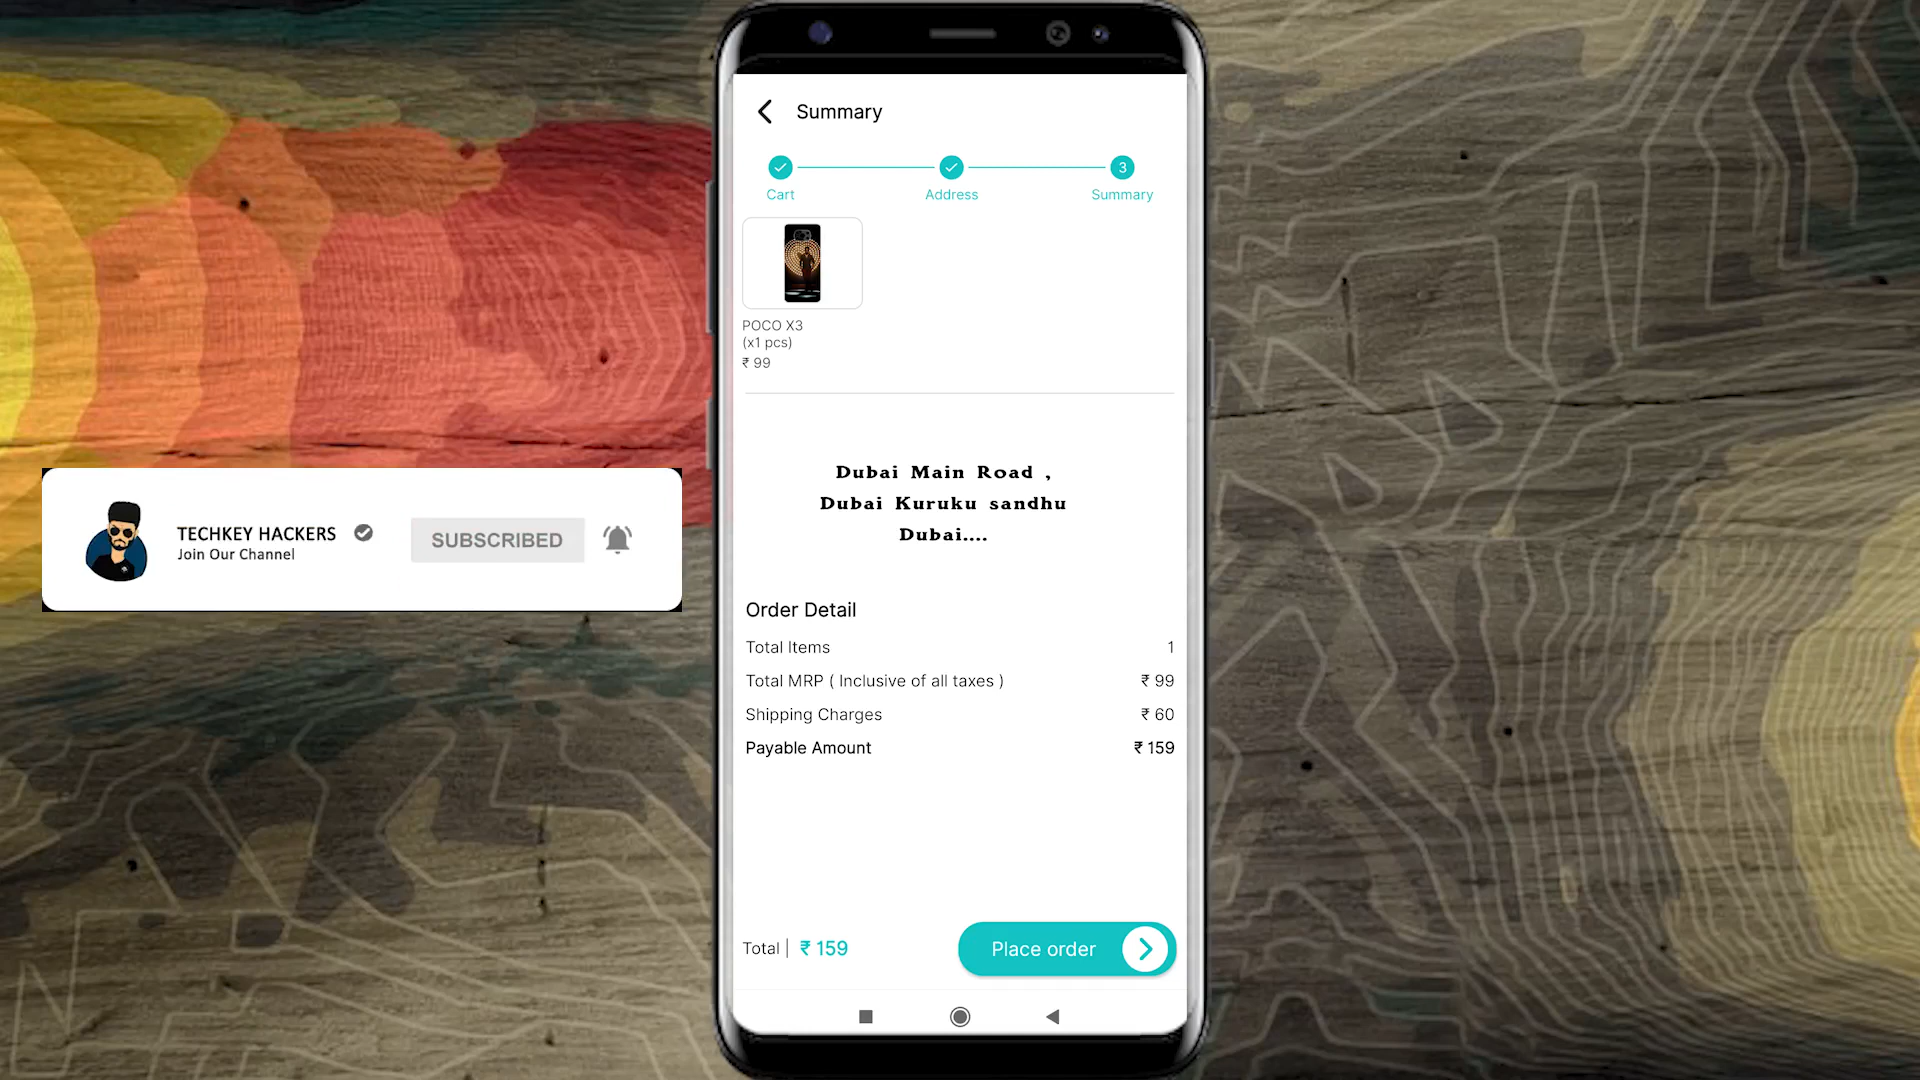 Summary
3
Cart
Address
Summary
POCO X3
(x1 pcs)
₹ 99
Dubai Main Road ,
Dubai Kuruku sandhu
Dubai....
TECHKEY HACKERS
Join Our Channel
SUBSCRIBED
Order Detail
Total Items 1
Total MRP ( Inclusive of all taxes ) ₹ 99
Shipping Charges ₹ 60
Payable Amount ₹ 159
Total | ₹ 159
Place order